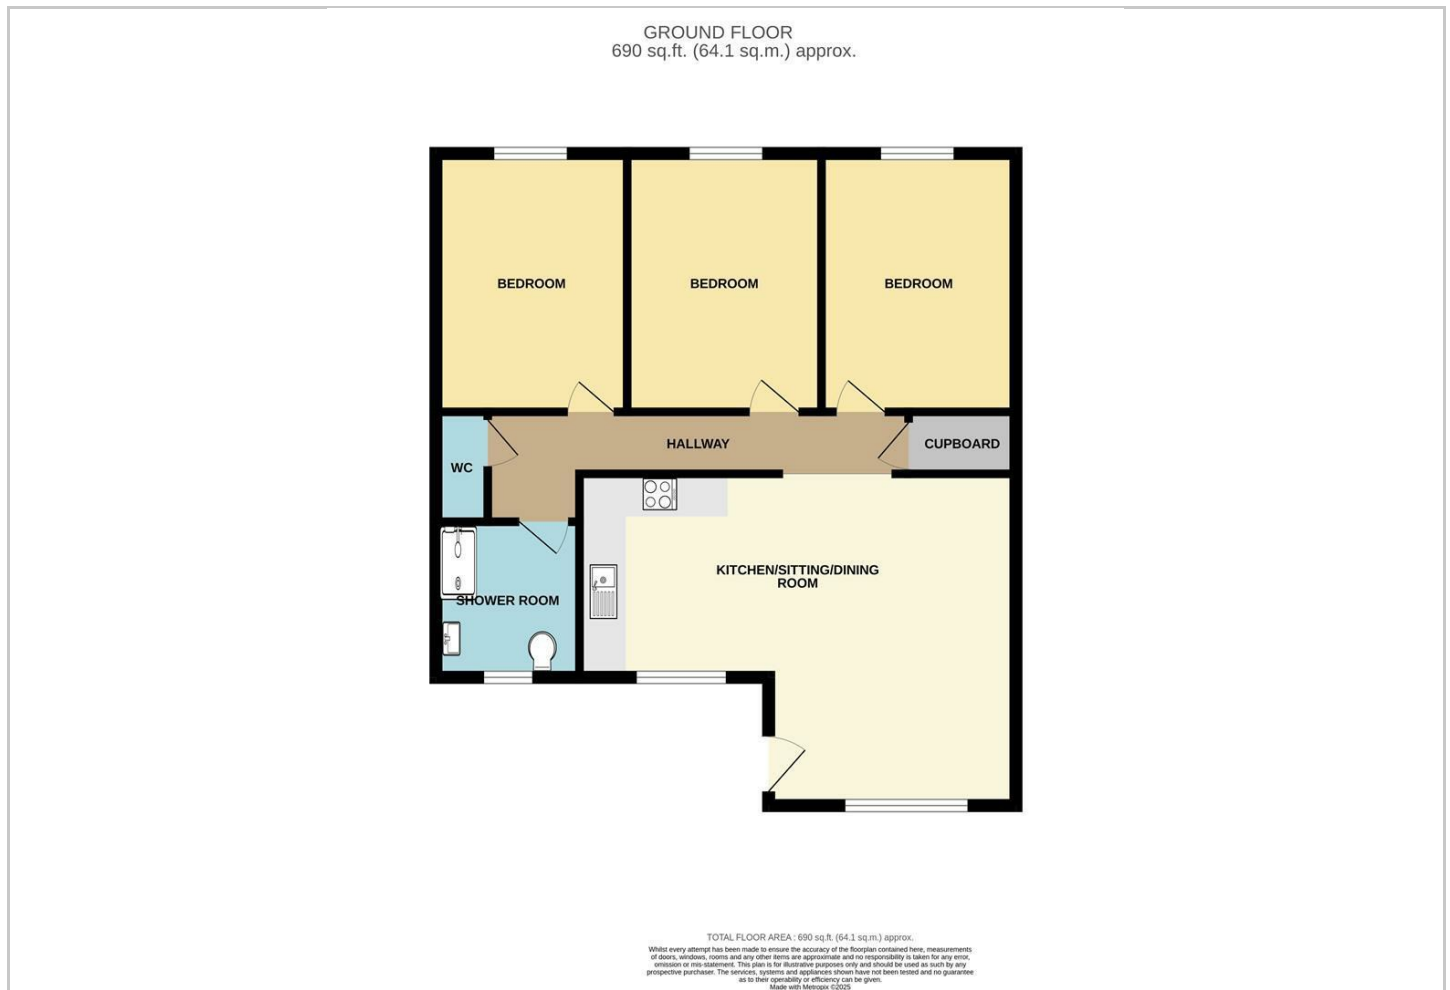 GROUND FLOOR
690 sq.ft. (64.1 sq.m.) approx.
BEDROOM
BEDROOM
BEDROOM
HALLWAY
CUPBOARD
WC
KITCHEN/SITTING/DINING
ROOM
SHOWER ROOM
TOTAL FLOOR AREA : 690 sq.ft. (64.1 sq.m.) approx.
Whilst every attempt has been made to ensure the accuracy of the floorplan contained here, measurements
of doors, windows, rooms and any other items are approximate and no responsibility is taken for any error,
omission or mis-statement. This plan is for illustrative purposes only and should be used as such by any
prospective purchaser. The services, systems and appliances shown have not been tested and no guarantee
as to their operability or efficiency can be given.
Made with Metropix ©2025